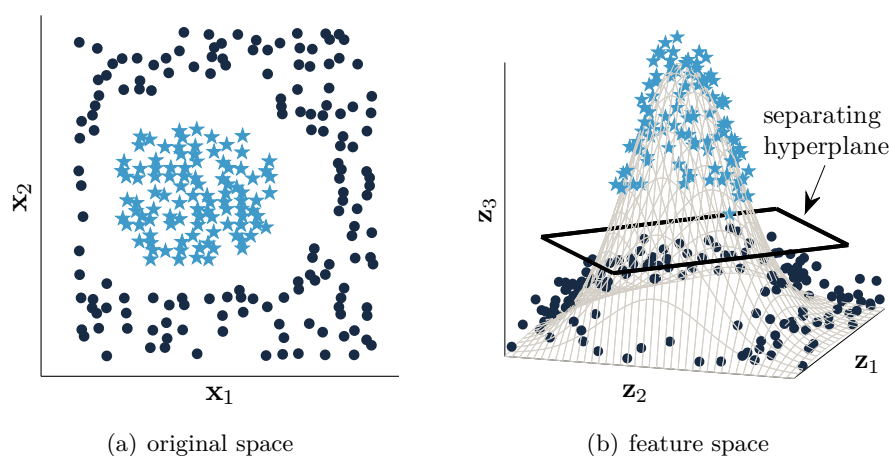 x2
x1
(a) original space
separating
hyperplane
z3
z2
z1
(b) feature space